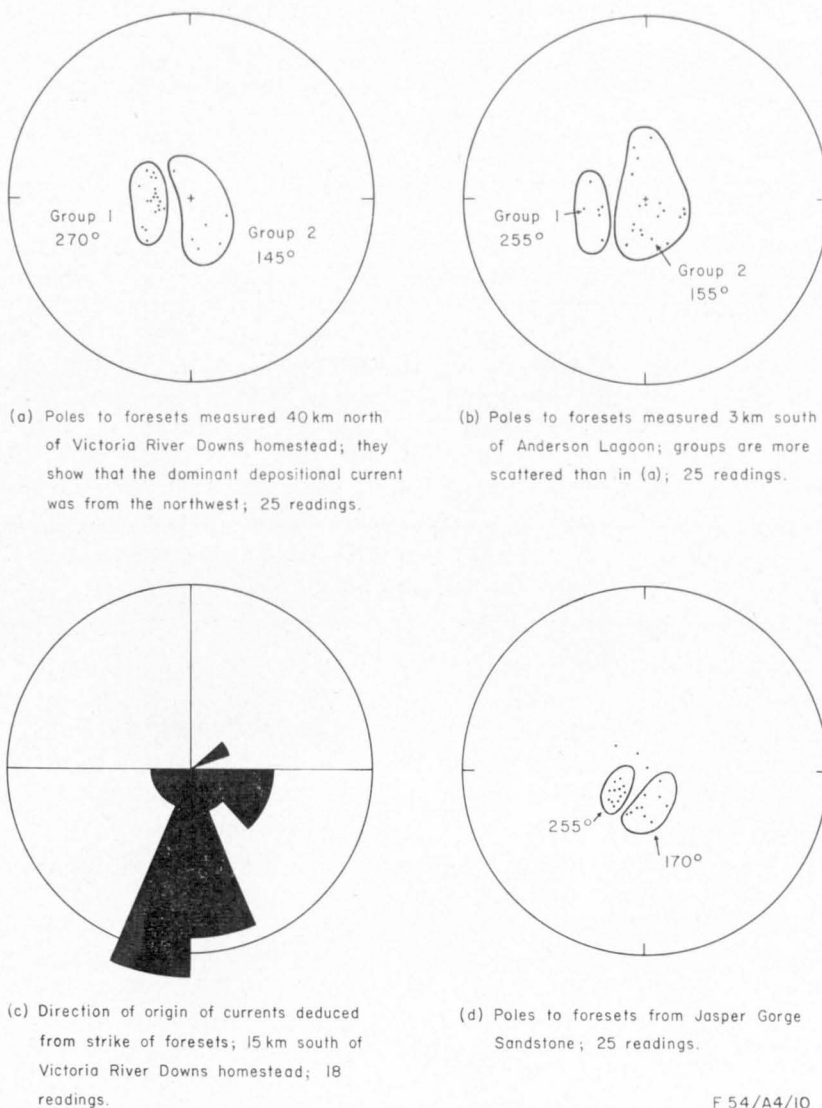 Group 1
270°
Group 2
145°
Group 1
255°
Group 2
155°
(a) Poles to foresets measured 40 km north
of Victoria River Downs homestead; they
show that the dominant depositional current
was from the northwest; 25 readings.
(b) Poles to foresets measured 3 km south
of Anderson Lagoon; groups are more
scattered than in (a); 25 readings.
255°
170°
(c) Direction of origin of currents deduced
from strike of foresets; 15 km south of
Victoria River Downs homestead; 18
readings.
(d) Poles to foresets from Jasper Gorge
Sandstone; 25 readings.
F 54/A4/10